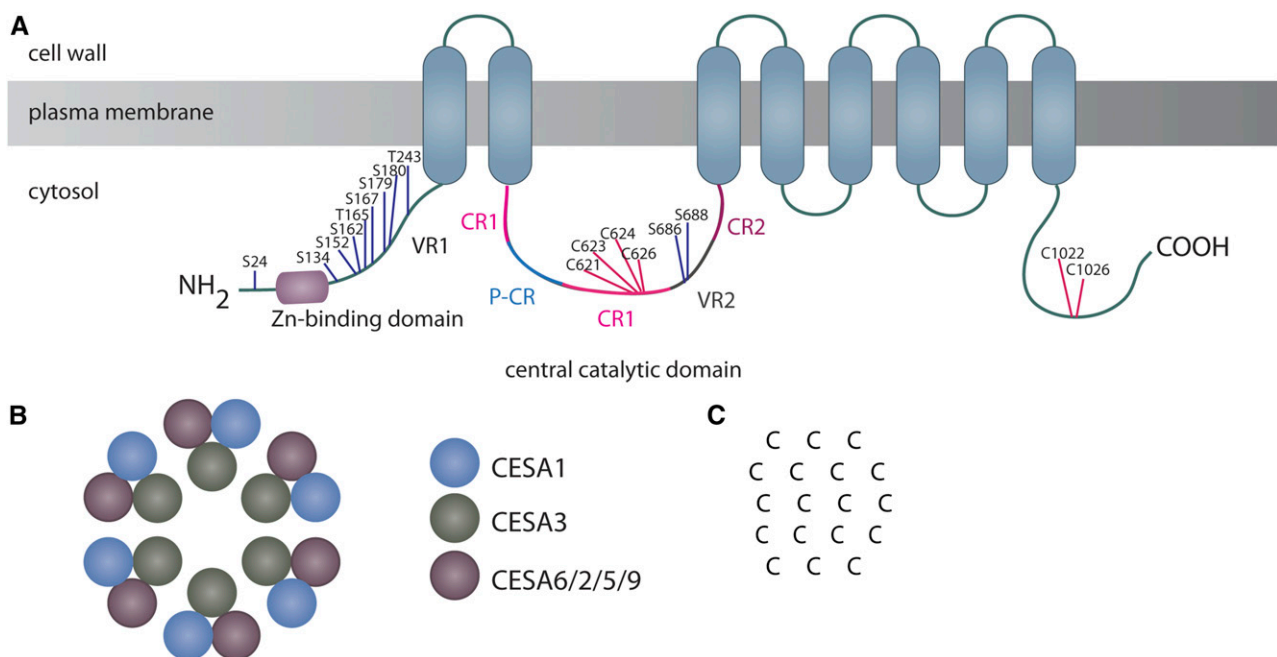 A
cell wall
plasma membrane
cytosol
T243
S180
S179
S167
T165
S162
S152
S134
S24
VR1
NH2
Zn-binding domain
CR1
P-CR
C624
C623
C626
C621
CR1
S688
S686
CR2
VR2
C1022
C1026
COOH
central catalytic domain
B
CESA1
CESA3
CESA6/2/5/9
C
C C C
C C C C
C C C C
C C C C
C C C